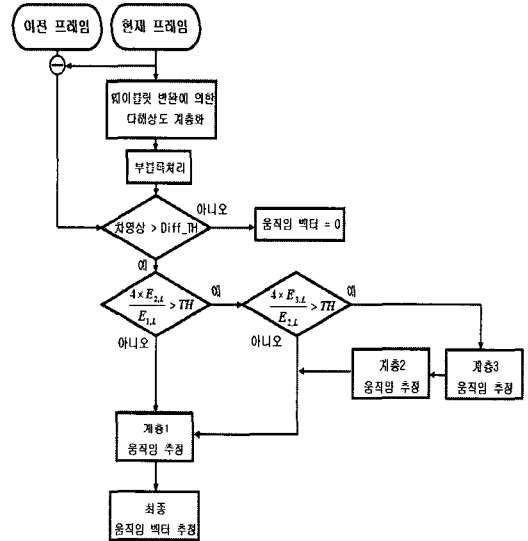 이전 프레임
현재 프레임
웨이블릿 변환에 의한
다해상도 계층화
부블록처리
차영상 > Diff_TH
아니오
움직임 벡터 = 0
예
4 × E2,L / E1,L > TH
예
4 × E3,L / E2,L > TH
예
아니오
아니오
계층2
움직임 추정
계층3
움직임 추정
계층1
움직임 추정
최종
움직임 벡터 추정